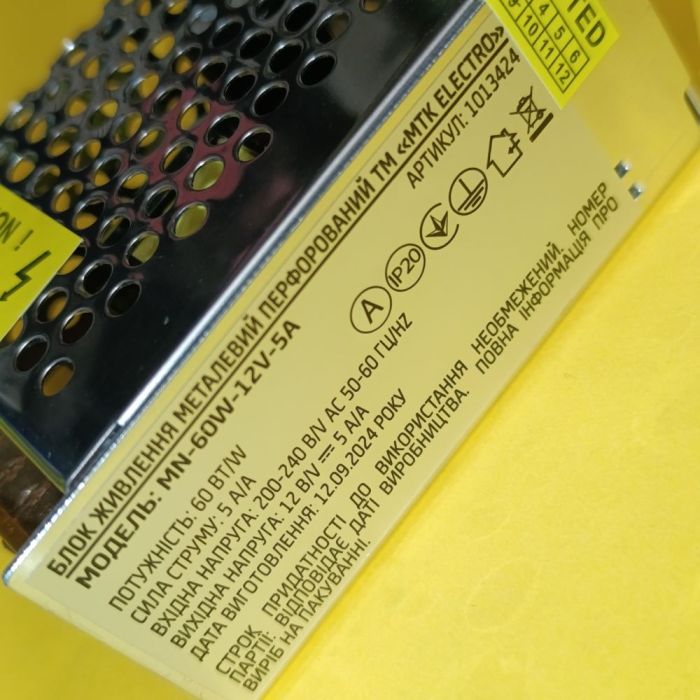 БЛОК ЖИВЛЕННЯ МЕТАЛЕВИЙ ПЕРФОРОВАНИЙ ТМ «MTK ELECTRO»
МОДЕЛЬ: MN-60W-12V-5A
АРТИКУЛ: 1013424
ПОТУЖНІСТЬ: 60 ВТ/W
СИЛА СТРУМУ: 5 А/A
ВХІДНА НАПРУГА: 200-240 В/V AC 50-60 ГЦ/HZ
ВИХІДНА НАПРУГА: 12 В/V ⎓ 5 А/A
ДАТА ВИГОТОВЛЕННЯ: 12.09.2024 РОКУ
A IP20
СТРОК ПРИДАТНОСТІ ДО ВИКОРИСТАННЯ НЕОБМЕЖЕНИЙ. НОМЕР
ПАРТІЇ: ВІДПОВІДАЄ ДАТІ ВИРОБНИЦТВА. ПОВНА ІНФОРМАЦІЯ ПРО
ВИРІБ НА ПАКУВАННІ.
4 5 6
10 11 12